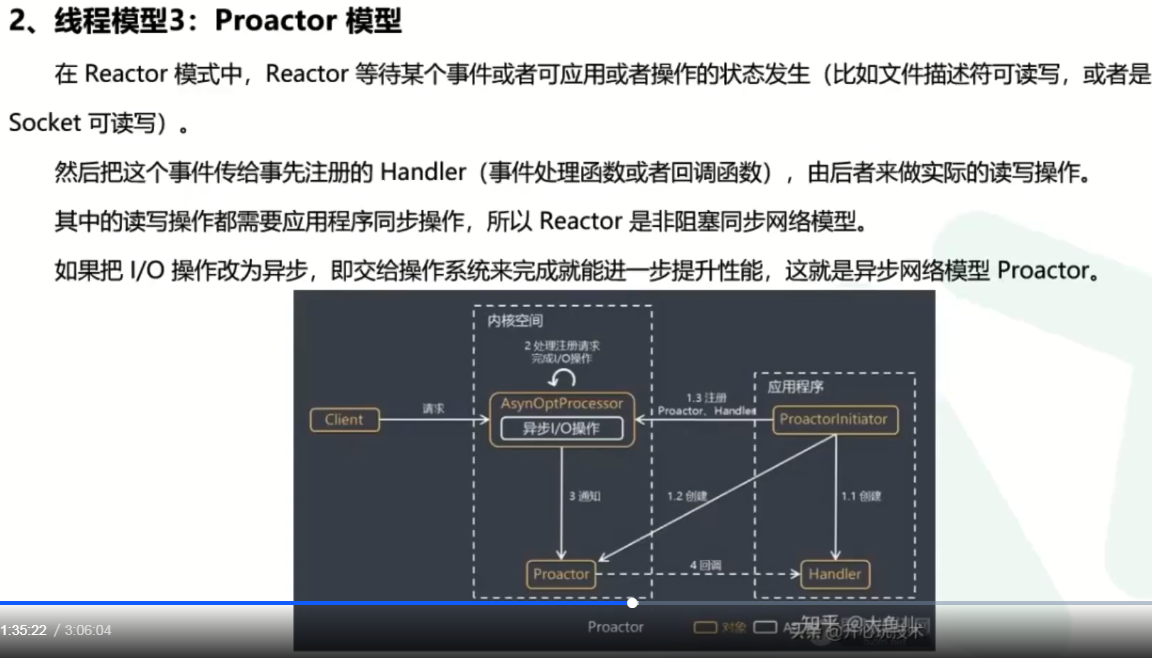 2、线程模型3：Proactor 模型
在 Reactor 模式中，Reactor 等待某个事件或者可应用或者操作的状态发生（比如文件描述符可读写，或者是
Socket 可读写）。
然后把这个事件传给事先注册的 Handler（事件处理函数或者回调函数），由后者来做实际的读写操作。
其中的读写操作都需要应用程序同步操作，所以 Reactor 是非阻塞同步网络模型。
如果把 I/O 操作改为异步，即交给操作系统来完成就能进一步提升性能，这就是异步网络模型 Proactor。
内核空间
2 处理注册请求
完成I/O操作
应用程序
AsynOptProcessor
异步I/O操作
Client
请求
1.3 注册
Proactor、Handler
ProactorInitiator
3 通知
1.2 创建
1.1 创建
Proactor
4 回调
Handler
Proactor
对象
知乎
头条 @开心玩技术
1:35:22 / 3:06:04